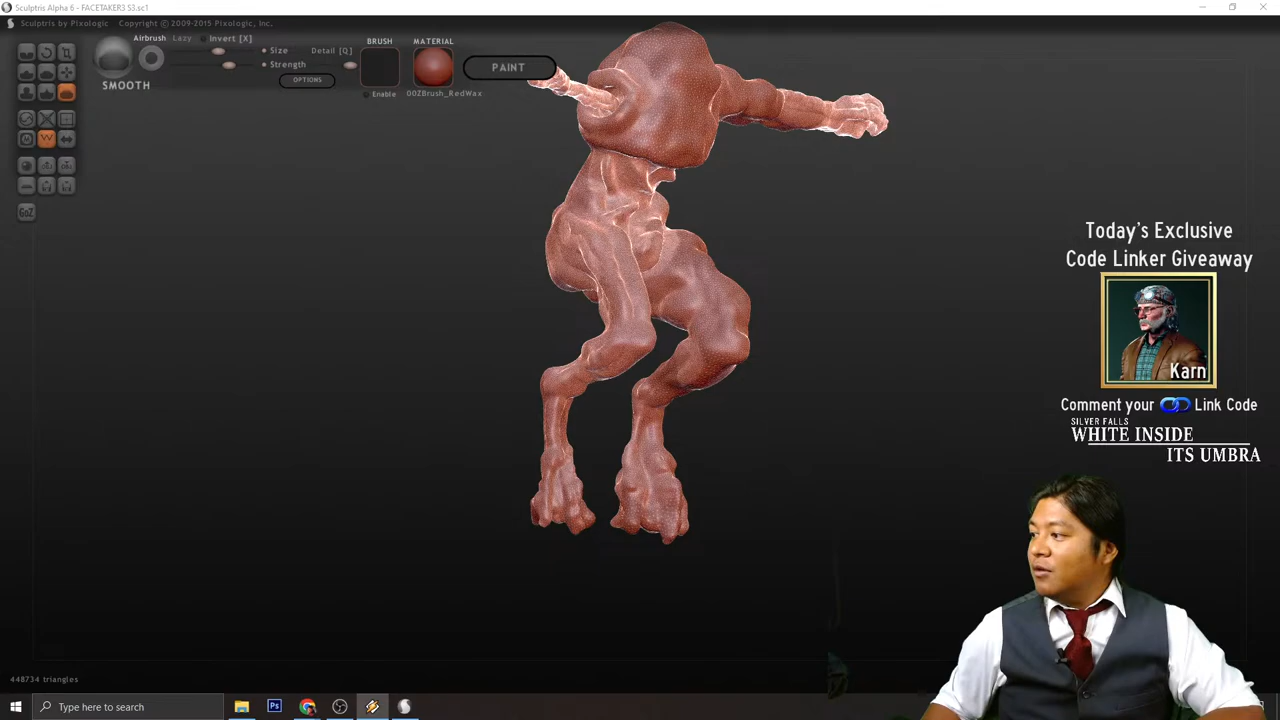 Sculptris Alpha 6 - FACETAKER3 S3.sc1
Sculptris by Pixologic   Copyright © 2009-2015 Pixologic, Inc.
Airbrush Lazy Invert [X]
BRUSH
MATERIAL
Size Detail [Q]
Strength
PAINT
OPTIONS
SMOOTH
Enable
00ZBrush_RedWax
GoZ
Today's Exclusive
Code Linker Giveaway
Karn
Comment your Link Code
SILVER FALLS
WHITE INSIDE
ITS UMBRA
448734 triangles
Type here to search
Ps